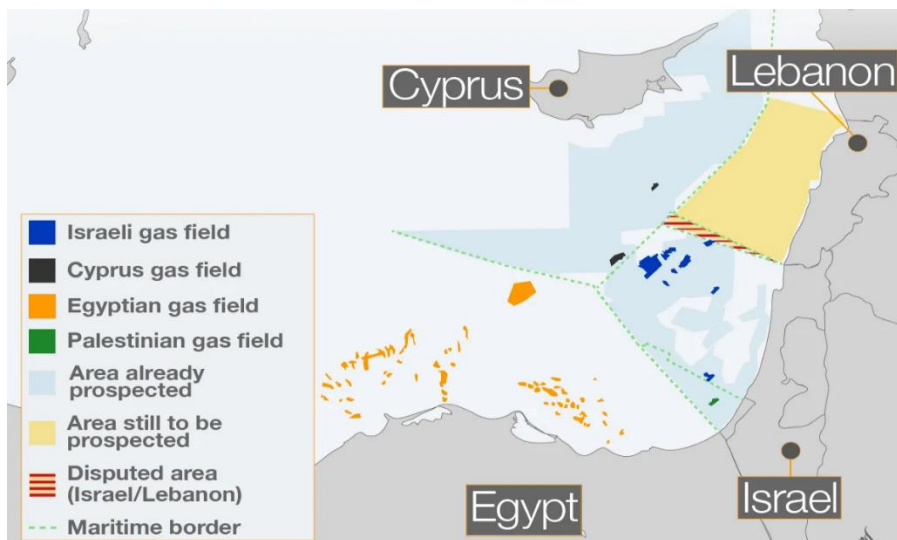 Cyprus
Lebanon
Israeli gas field
Cyprus gas field
Egyptian gas field
Palestinian gas field
Area already
prospected
Area still to be
prospected
Disputed area
(Israel/Lebanon)
Maritime border
Egypt
Israel